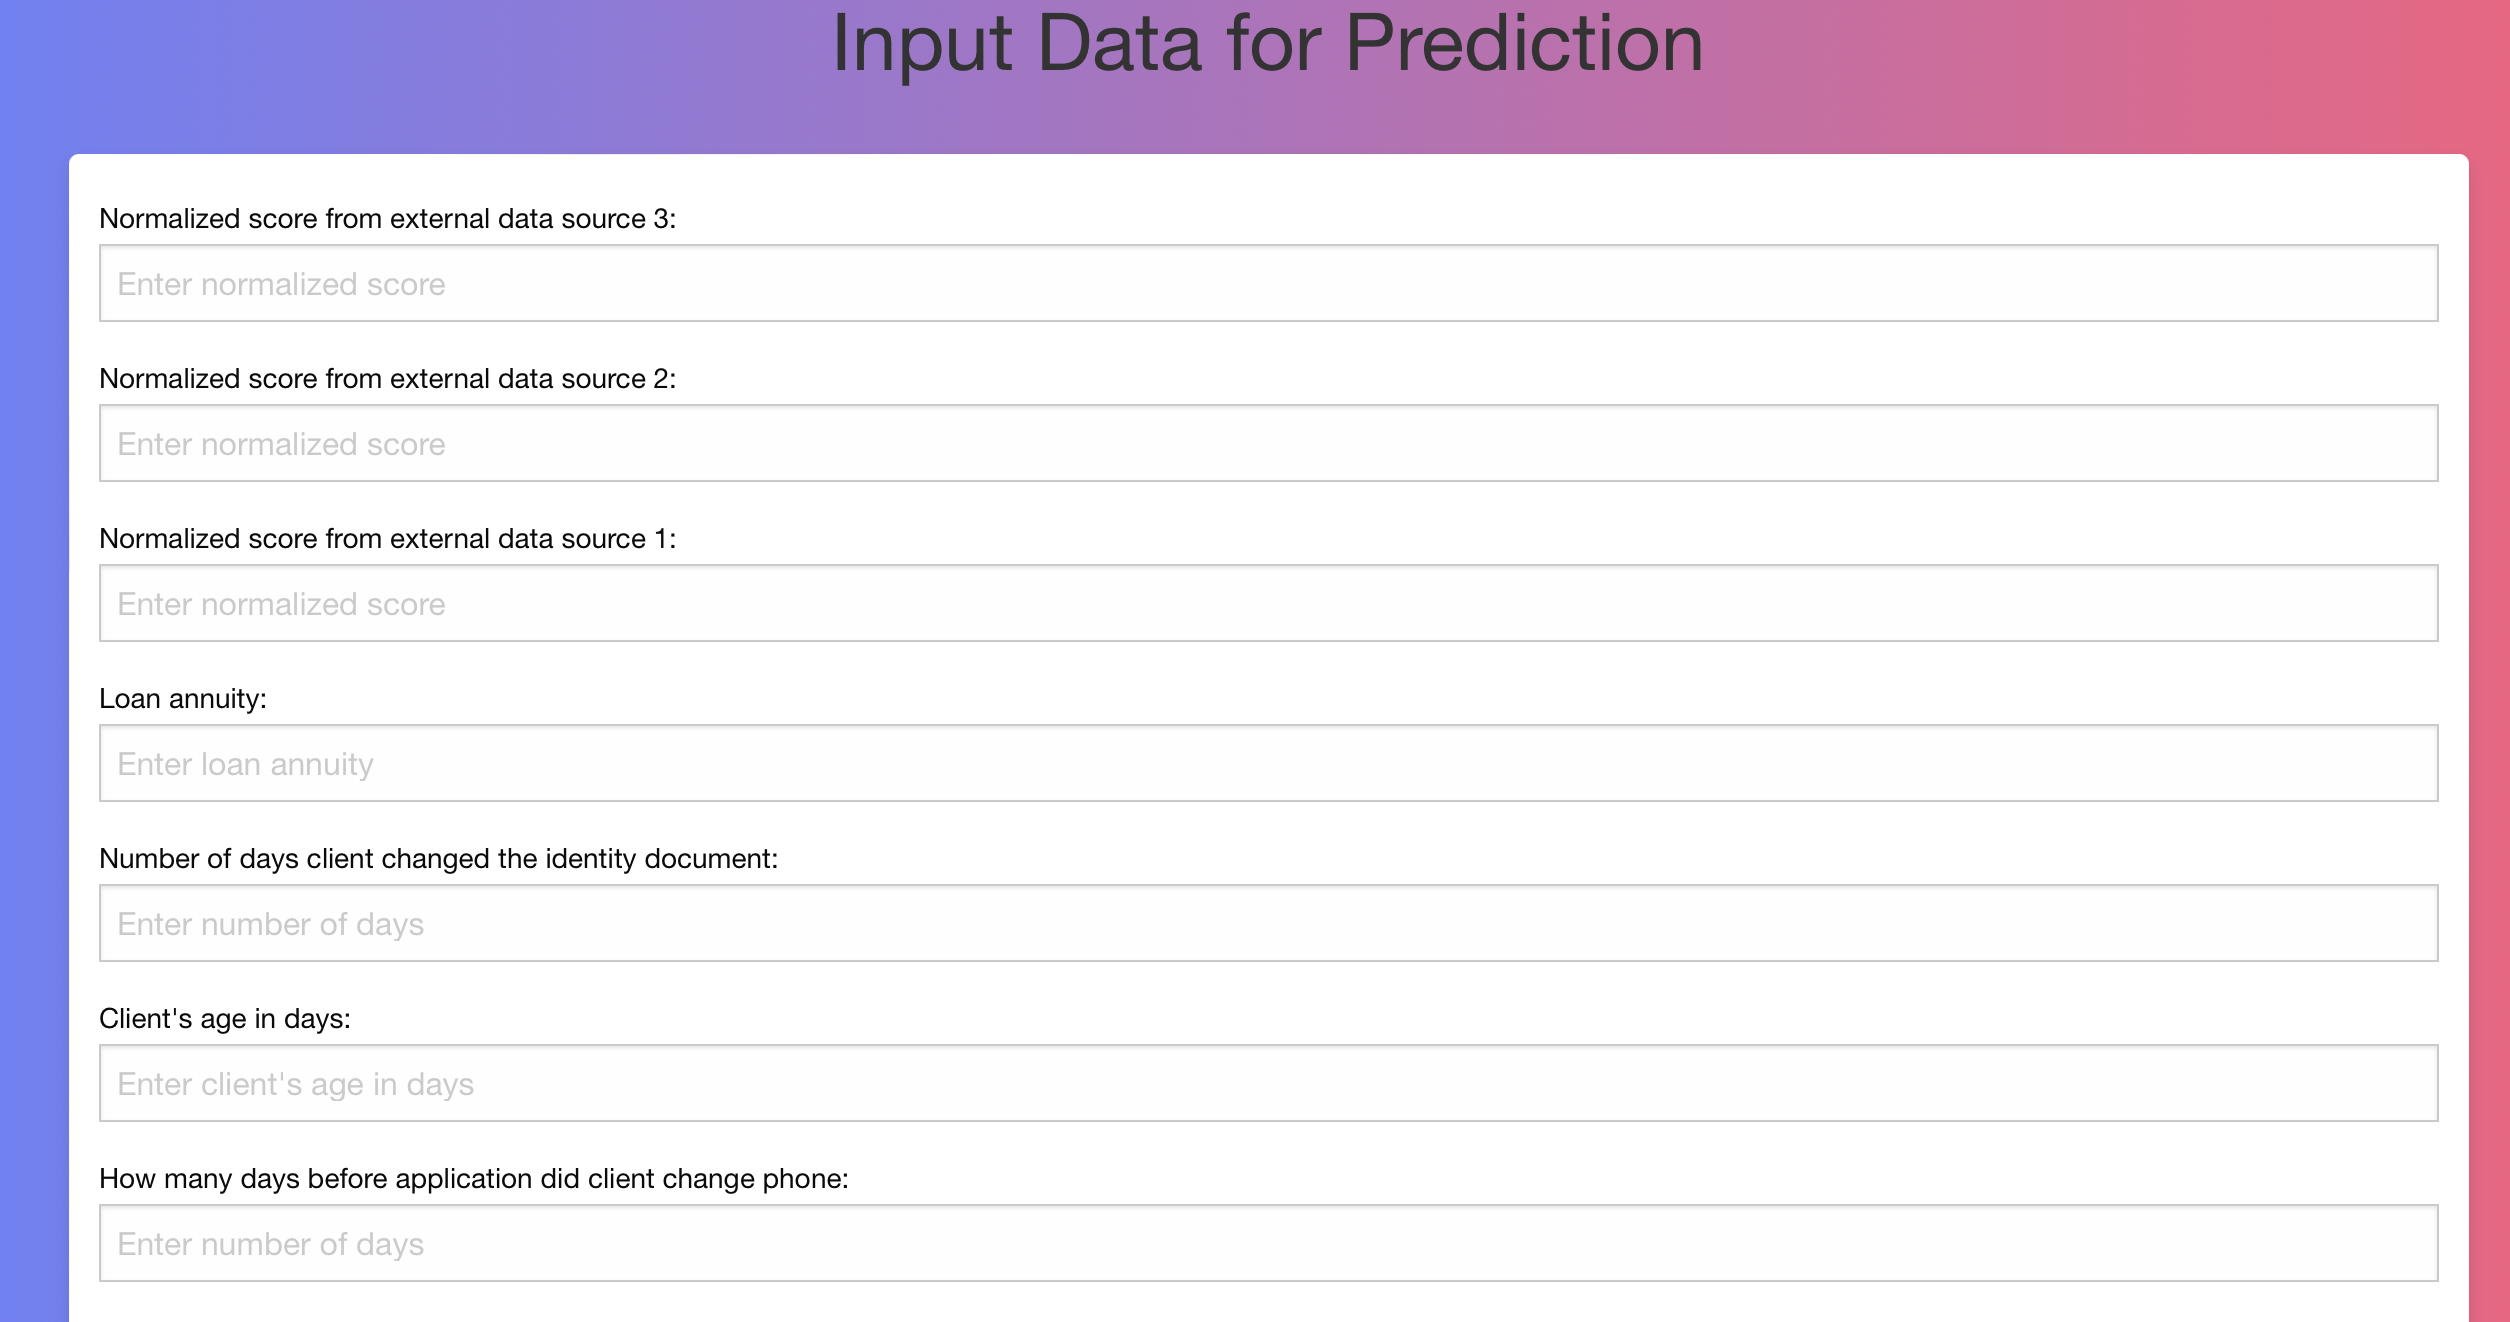 Input Data for Prediction
Normalized score from external data source 3:
Enter normalized score
Normalized score from external data source 2:
Enter normalized score
Normalized score from external data source 1:
Enter normalized score
Loan annuity:
Enter loan annuity
Number of days client changed the identity document:
Enter number of days
Client's age in days:
Enter client's age in days
How many days before application did client change phone:
Enter number of days